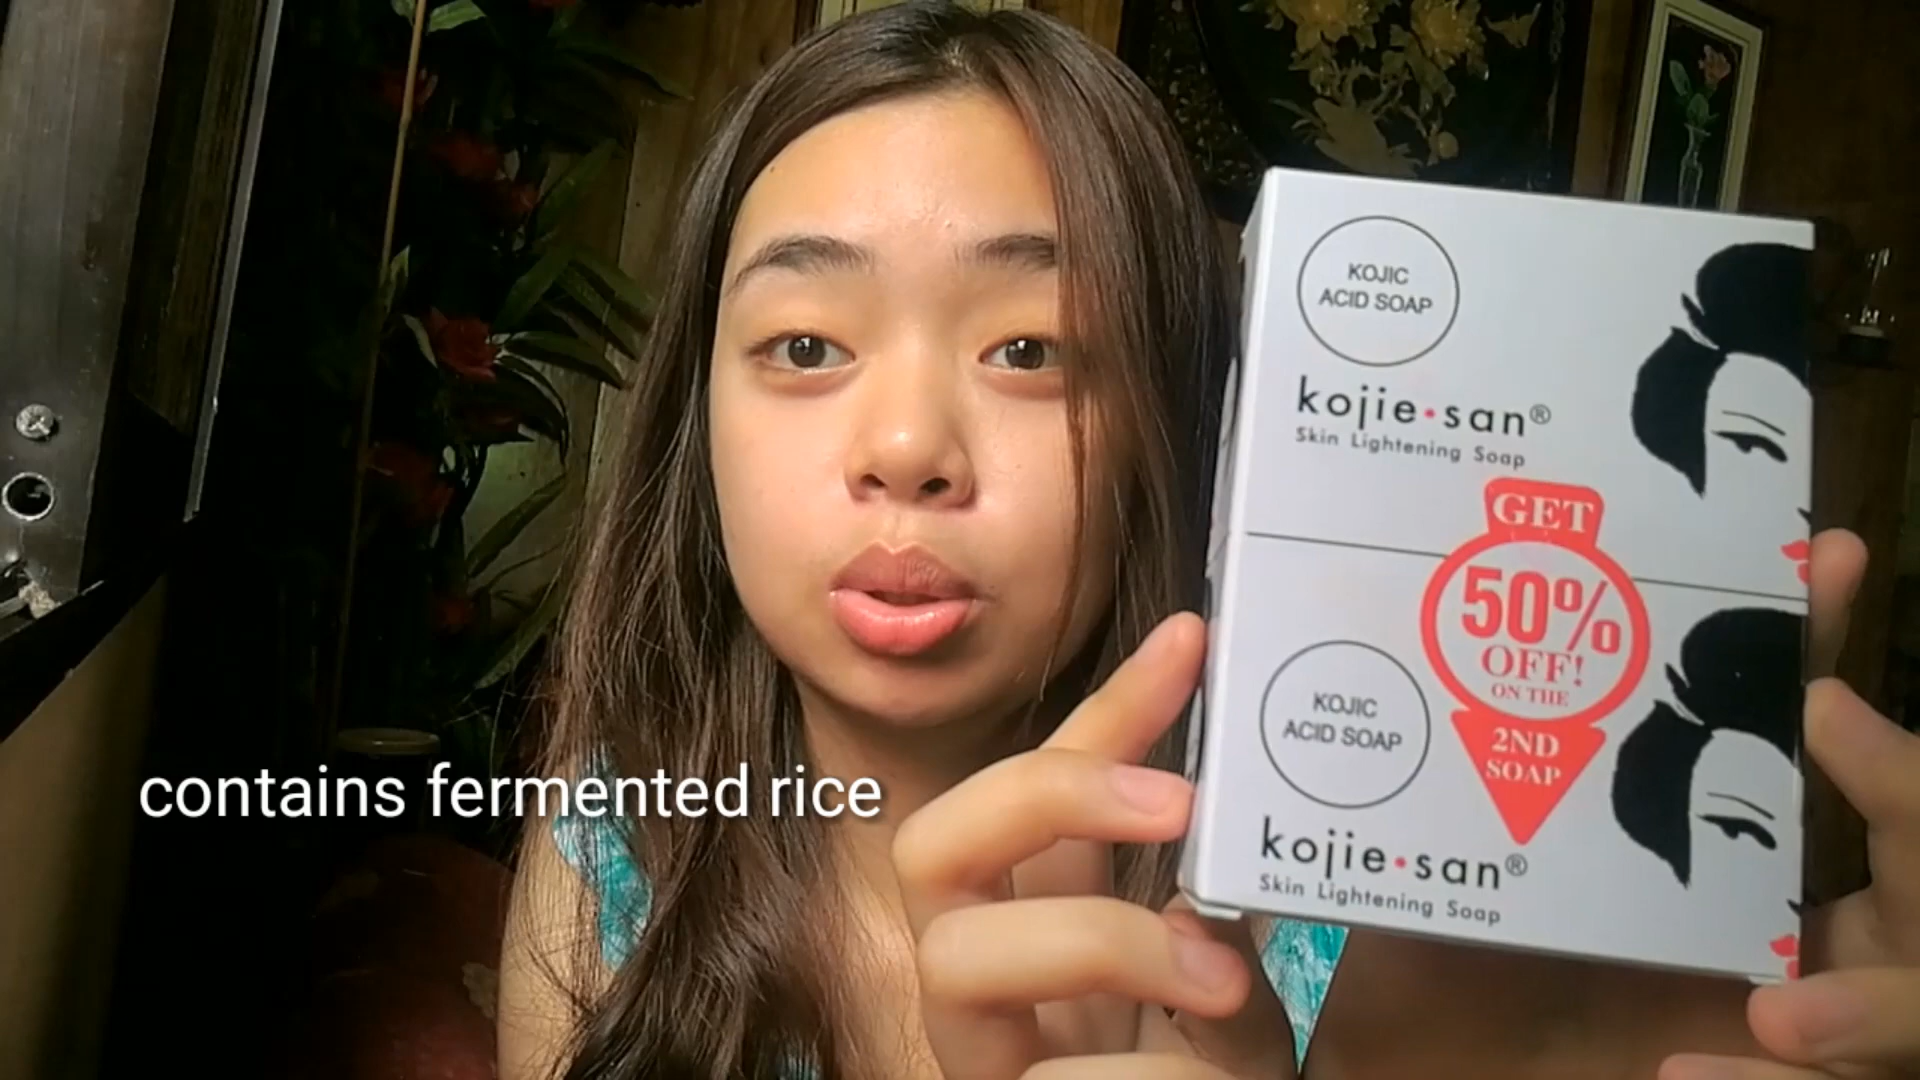 KOJIC
ACID SOAP
kojie•san®
Skin Lightening Soap
GET
50%
OFF!
ON THE
2ND
SOAP
KOJIC
ACID SOAP
kojie•san®
Skin Lightening Soap
contains fermented rice